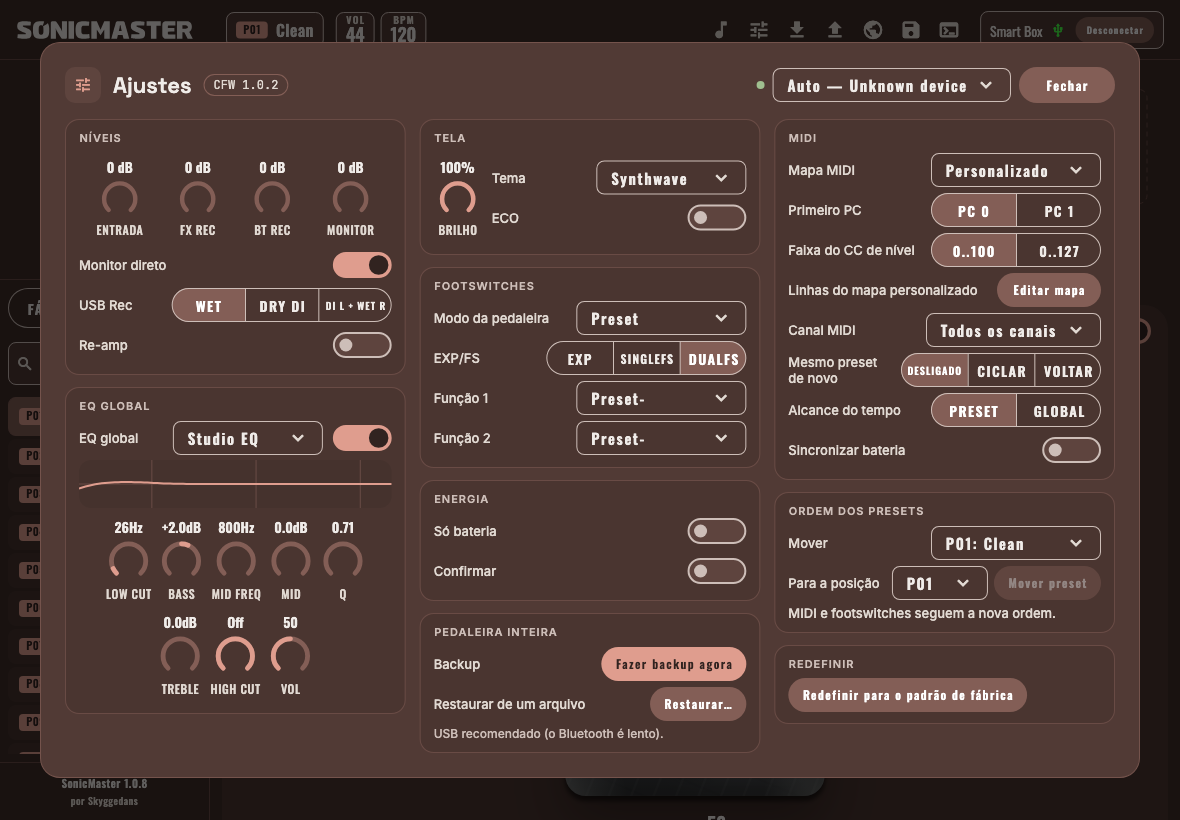 SONICMASTER
P01 Clean
VOL
44
BPM
120
Smart Box
Desconectar
Ajustes
CFW 1.0.2
Auto — Unknown device
Fechar
NÍVEIS
0 dB 0 dB 0 dB 0 dB
ENTRADA FX REC BT REC MONITOR
Monitor direto
USB Rec WET DRY DI DI L + WET R
Re-amp
EQ GLOBAL
EQ global Studio EQ
26Hz +2.0dB 800Hz 0.0dB 0.71
LOW CUT BASS MID FREQ MID Q
0.0dB Off 50
TREBLE HIGH CUT VOL
TELA
100%
BRILHO
Tema Synthwave
ECO
FOOTSWITCHES
Modo da pedaleira Preset
EXP/FS EXP SINGLEFS DUALFS
Função 1 Preset-
Função 2 Preset-
ENERGIA
Só bateria
Confirmar
PEDALEIRA INTEIRA
Backup Fazer backup agora
Restaurar de um arquivo Restaurar…
USB recomendado (o Bluetooth é lento).
MIDI
Mapa MIDI Personalizado
Primeiro PC PC 0 PC 1
Faixa do CC de nível 0..100 0..127
Linhas do mapa personalizado Editar mapa
Canal MIDI Todos os canais
Mesmo preset
de novo
DESLIGADO CICLAR VOLTAR
Alcance do tempo PRESET GLOBAL
Sincronizar bateria
ORDEM DOS PRESETS
Mover P01: Clean
Para a posição P01 Mover preset
MIDI e footswitches seguem a nova ordem.
REDEFINIR
Redefinir para o padrão de fábrica
SonicMaster 1.0.8
por Skyggedans